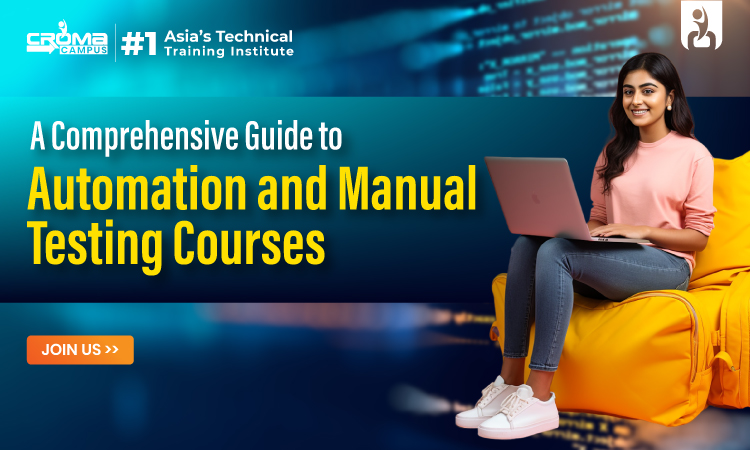 CROMA
CAMPUS
#1
Asia's Technical
Training Institute
A Comprehensive Guide to
Automation and Manual
Testing Courses
JOIN US >>